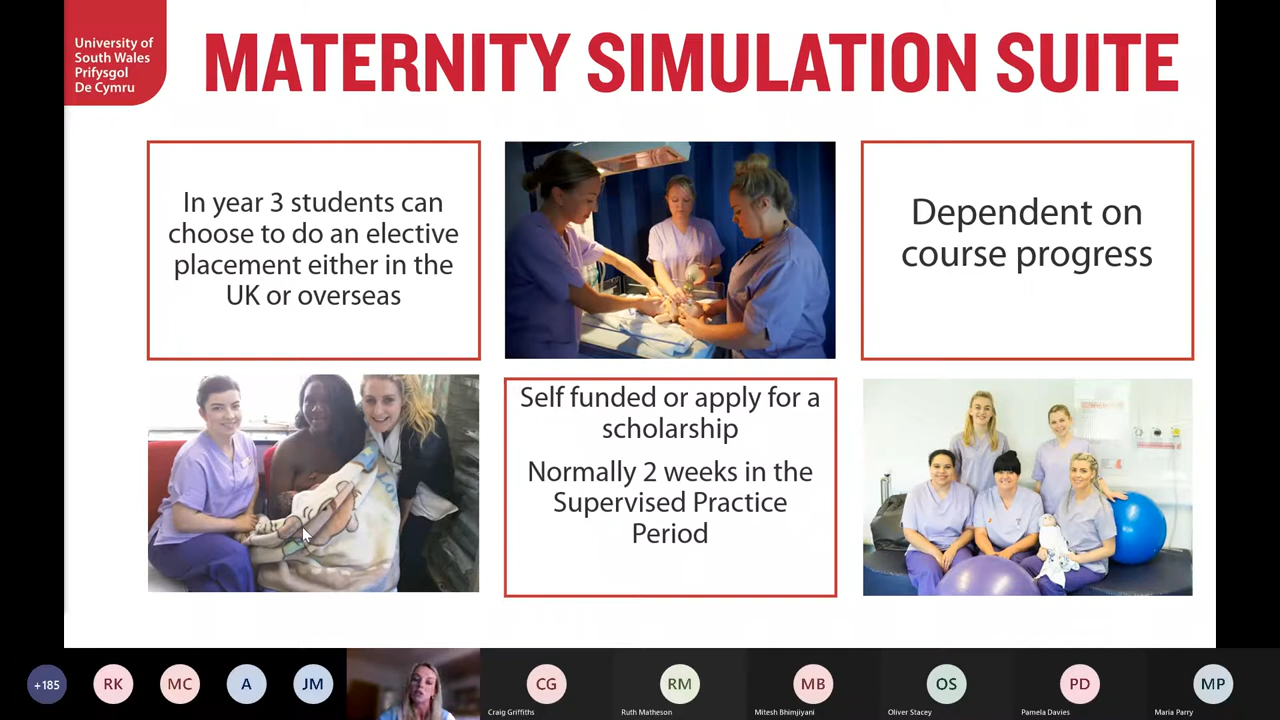 University of
South Wales
Prifysgol
De Cymru
MATERNITY SIMULATION SUITE
In year 3 students can
choose to do an elective
placement either in the
UK or overseas
Dependent on
course progress
Self funded or apply for a
scholarship
Normally 2 weeks in the
Supervised Practice
Period
+185
RK
MC
A
JM
CG
Craig Griffiths
RM
Ruth Matheson
MB
Mitesh Bhimjiyani
OS
Oliver Stacey
PD
Pamela Davies
MP
Maria Parry